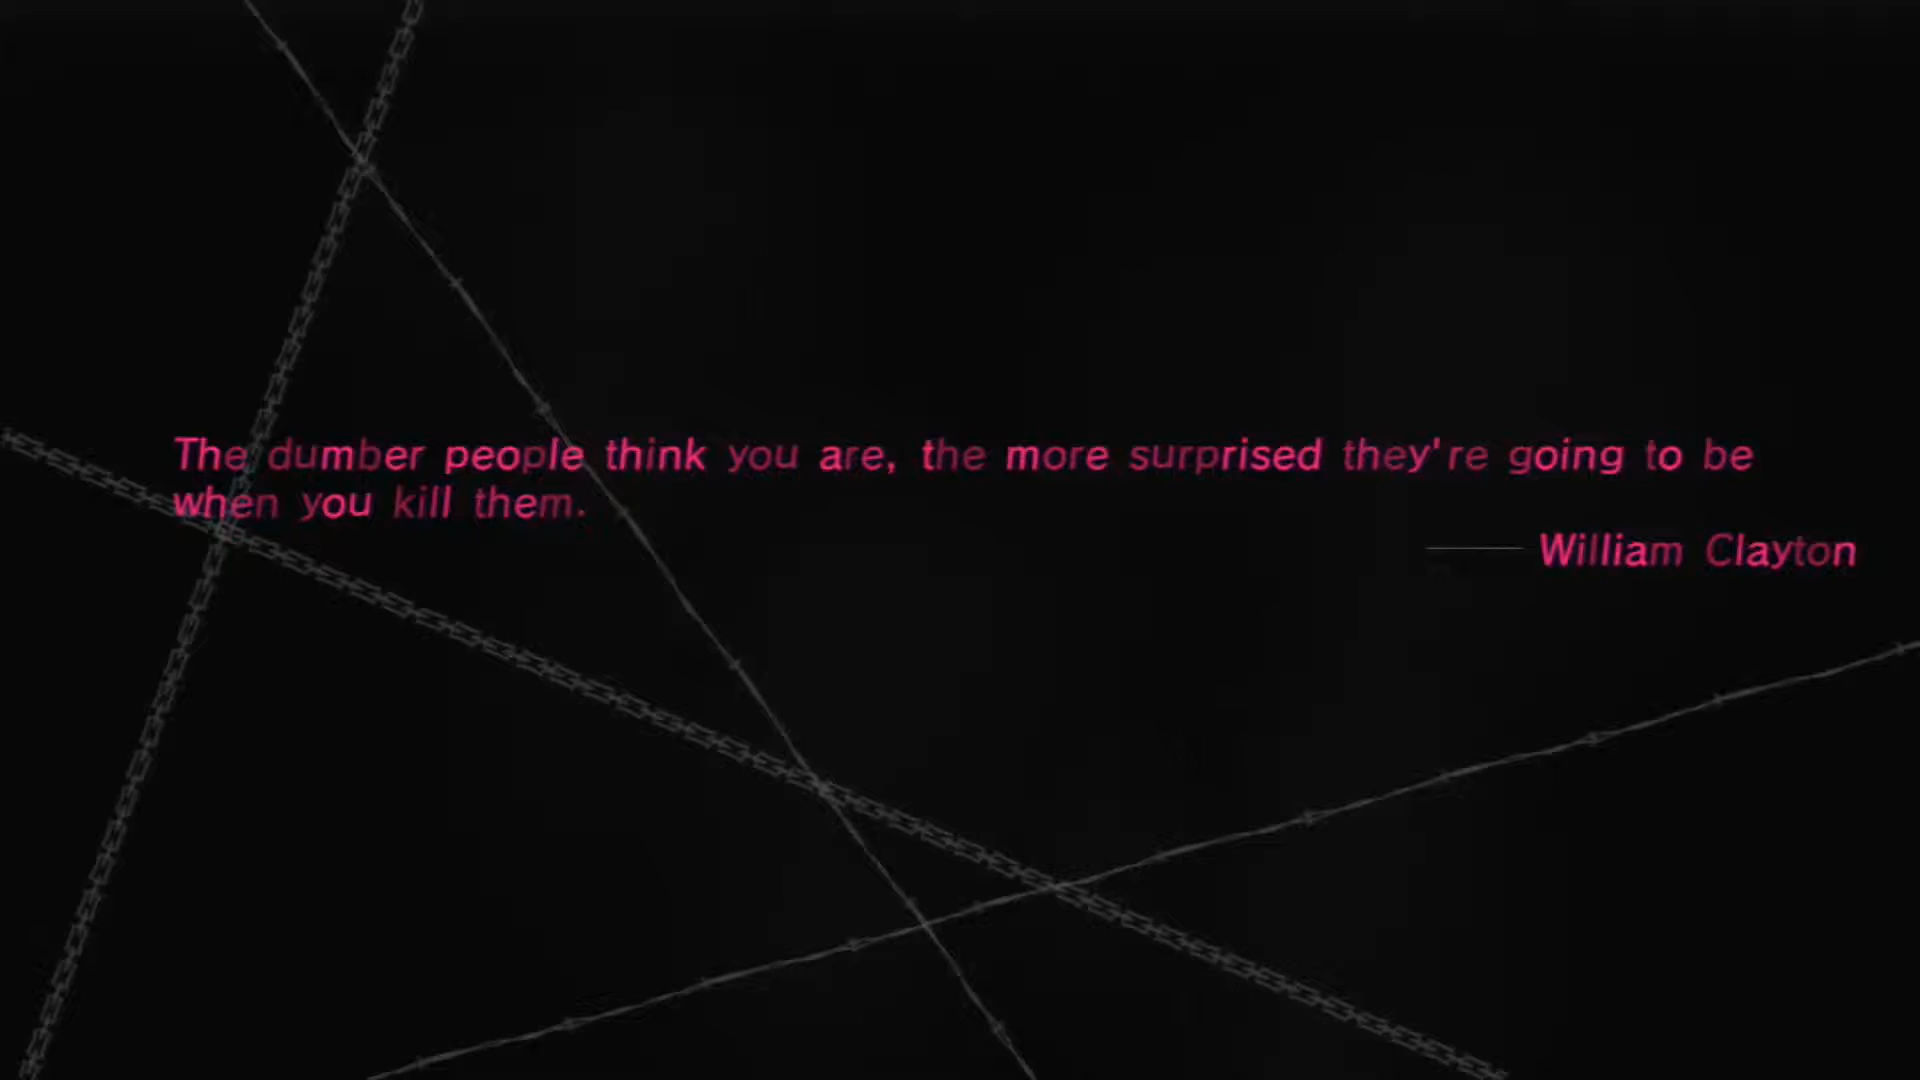 The dumber people think you are, the more surprised they're going to be
when you kill them.
—— William Clayton